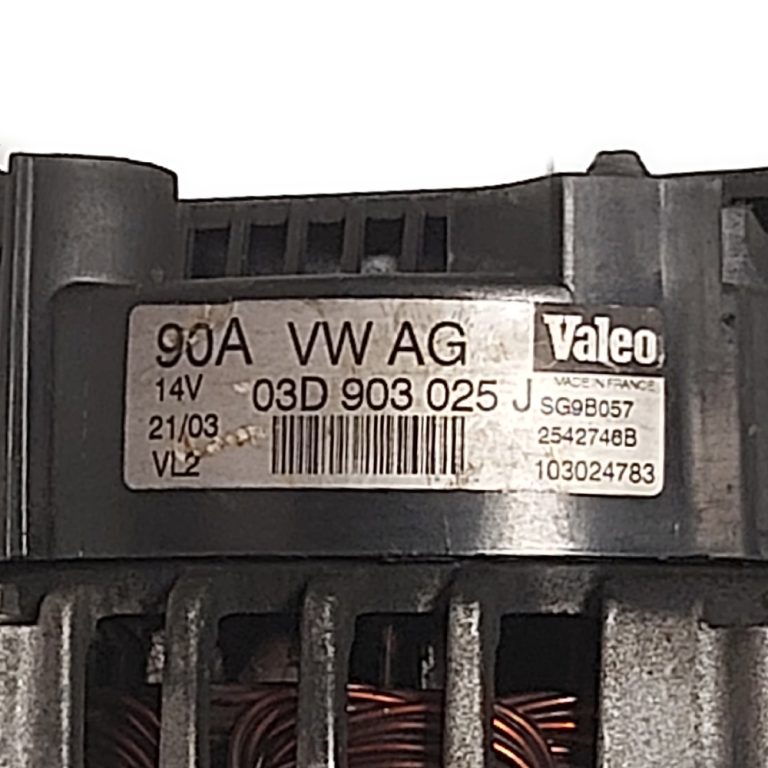 90A VW AG
14V
03D 903 025 J
21/03
VL2
Valeo
MADE IN FRANCE
SG9B057
2542746B
103024783